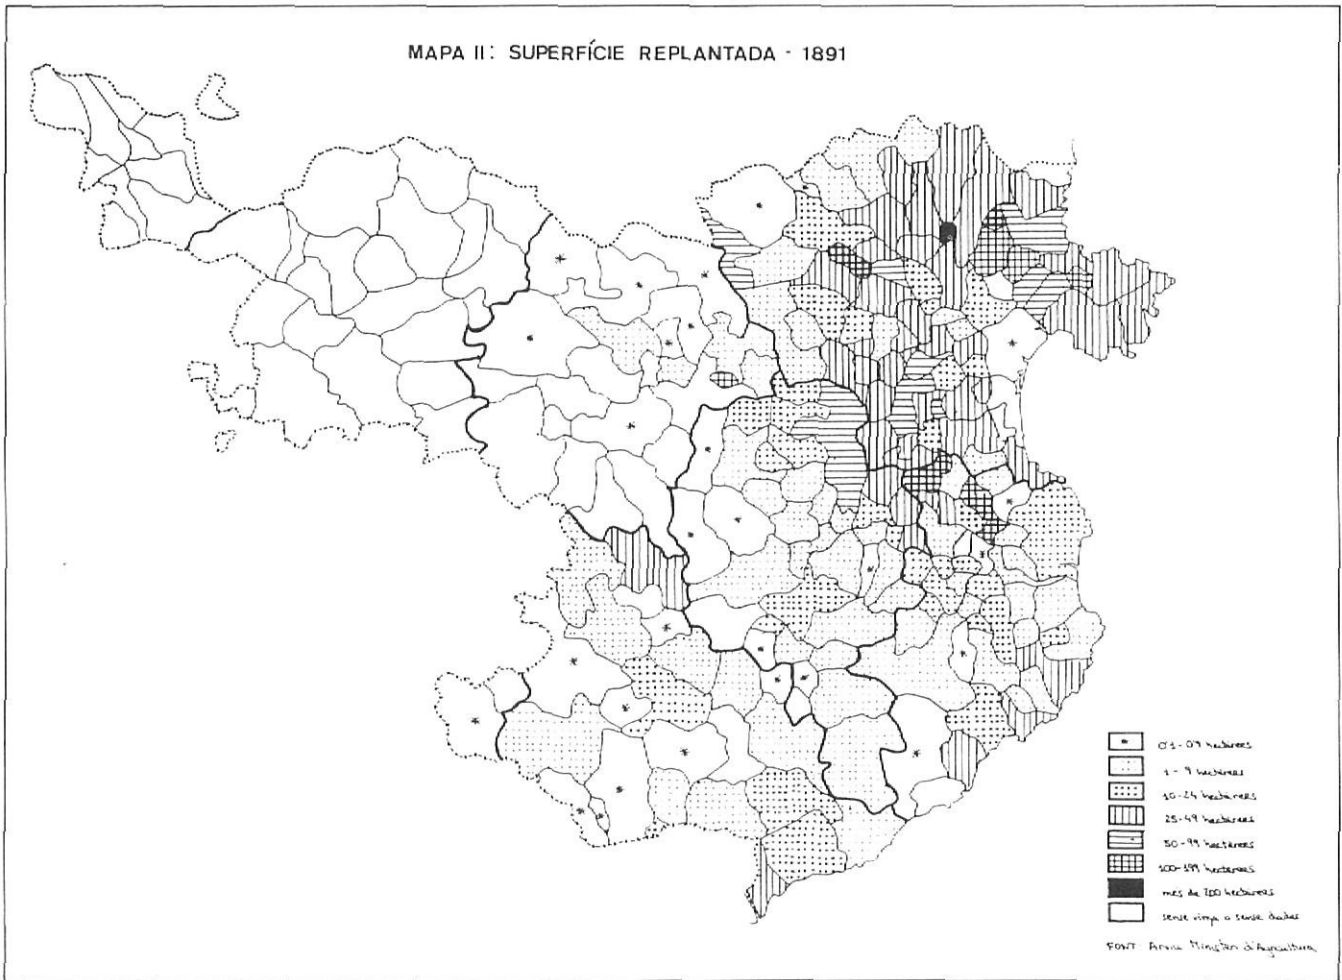 MAPA II: SUPERFÍCIE REPLANTADA - 1891
0'1-0'9 hectàrees
1-9 hectàrees
10-24 hectàrees
25-49 hectàrees
50-99 hectàrees
100-199 hectàrees
més de 200 hectàrees
sense vinya o sense dades
FONT: Arxiu Ministeri d'Agricultura